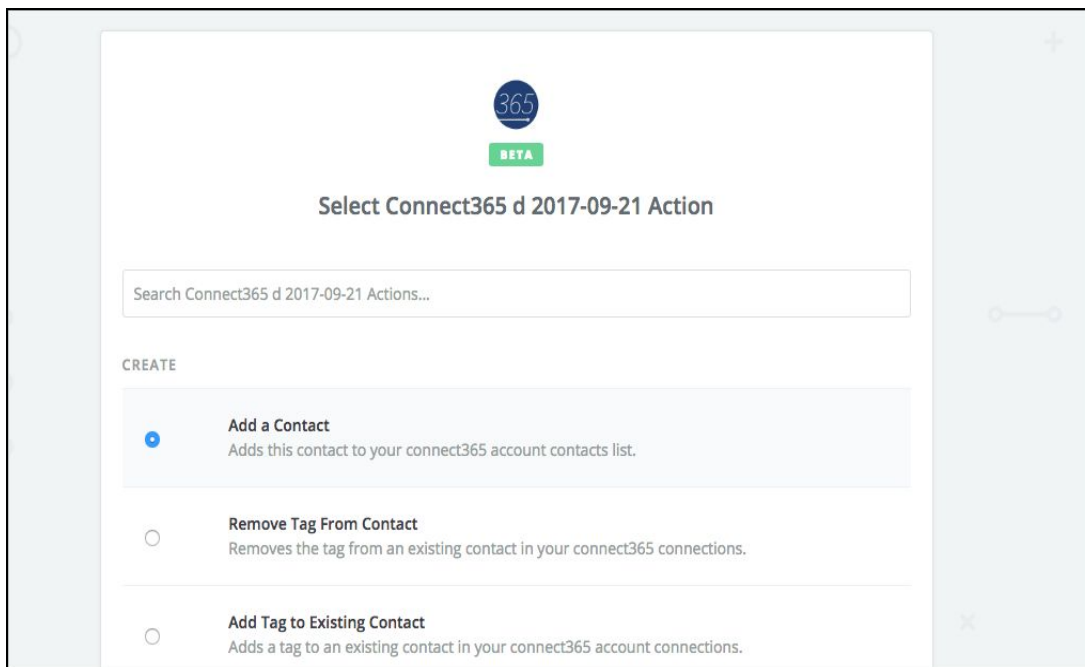 365
BETA
Select Connect365 d 2017-09-21 Action
Search Connect365 d 2017-09-21 Actions...
CREATE
Add a Contact
Adds this contact to your connect365 account contacts list.
Remove Tag From Contact
Removes the tag from an existing contact in your connect365 connections.
Add Tag to Existing Contact
Adds a tag to an existing contact in your connect365 account connections.